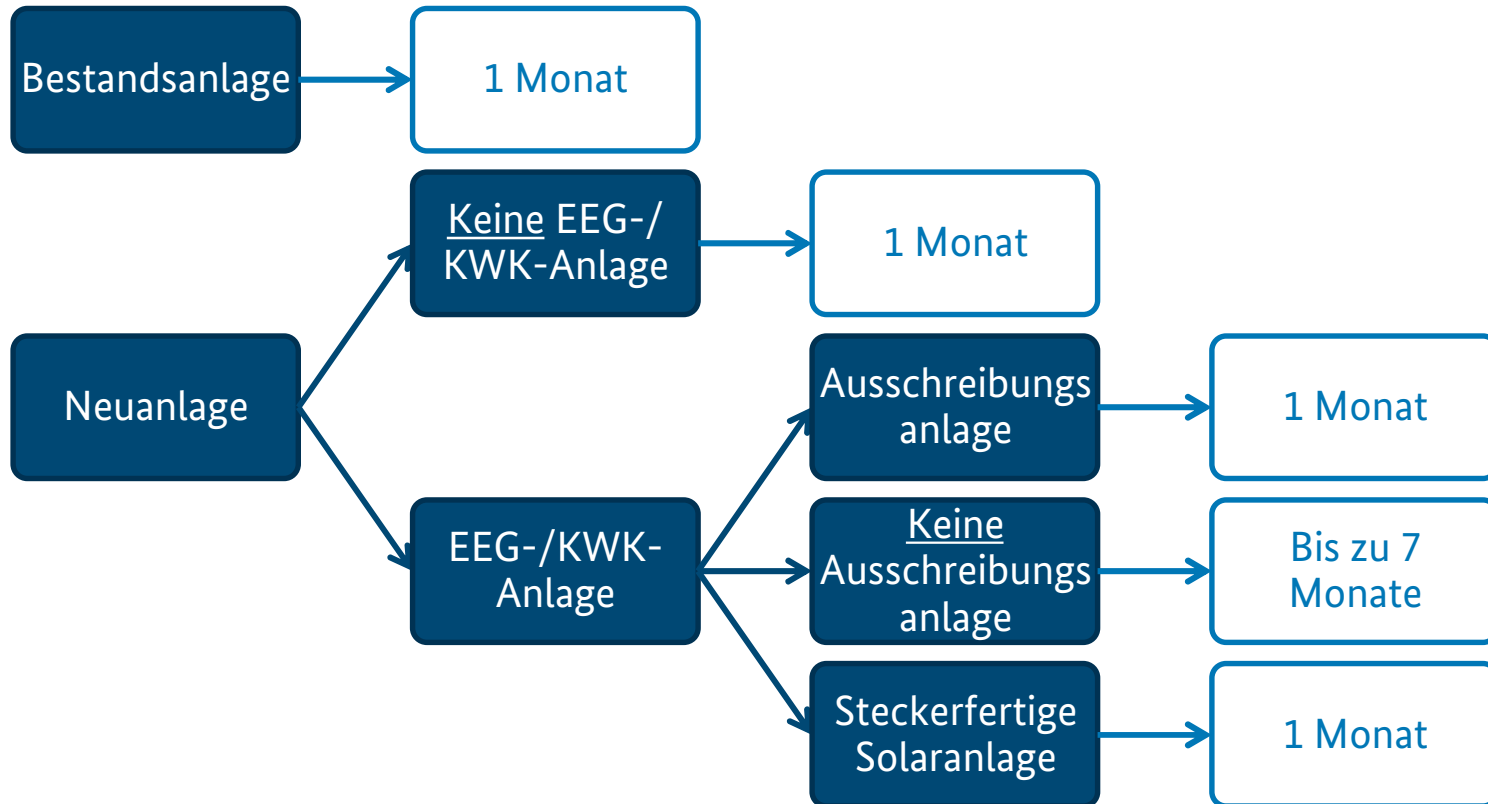 Bestandsanlage
1 Monat
Keine EEG-/
KWK-Anlage
1 Monat
Neuanlage
Ausschreibungs
anlage
1 Monat
EEG-/KWK-
Anlage
Keine
Ausschreibungs
anlage
Bis zu 7
Monate
Steckerfertige
Solaranlage
1 Monat